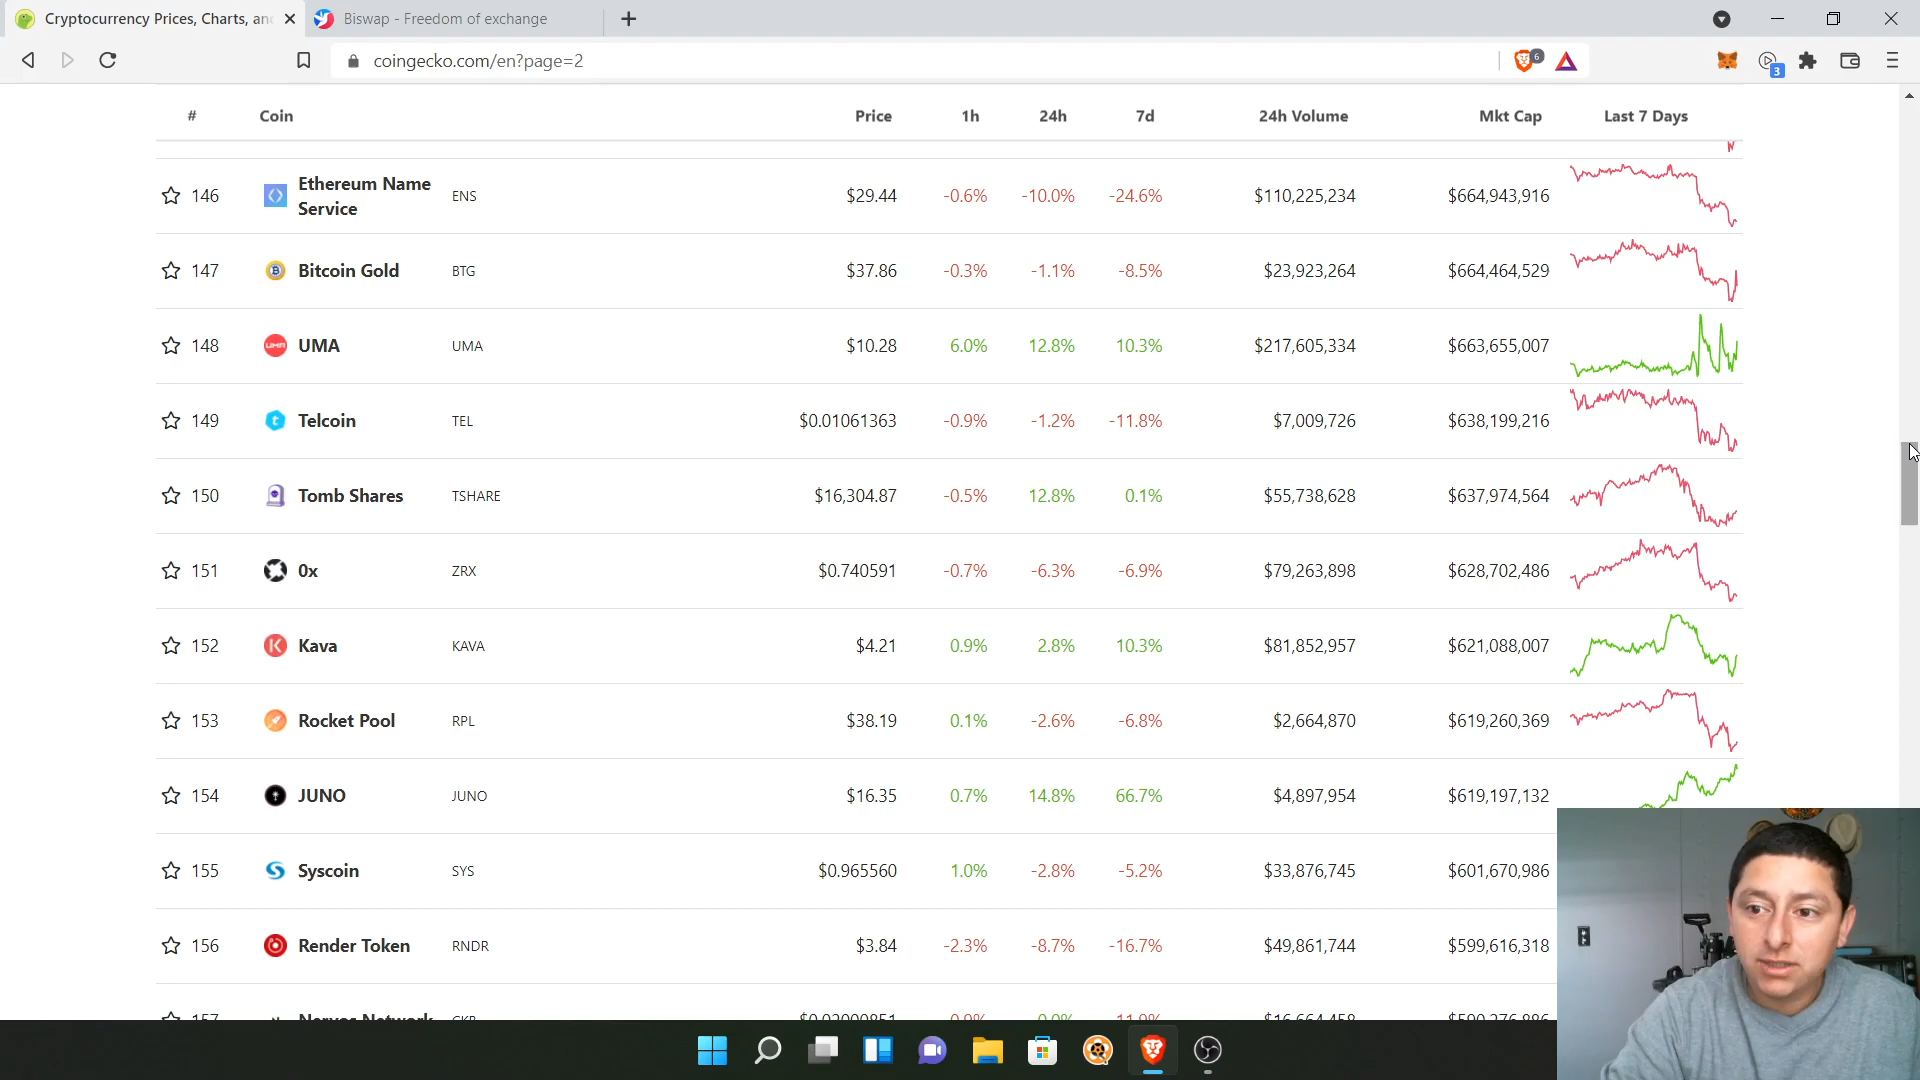 Cryptocurrency Prices, Charts, an
Biswap - Freedom of exchange
coingecko.com/en?page=2
6
3
# Coin Price 1h 24h 7d 24h Volume Mkt Cap Last 7 Days
146 Ethereum Name Service ENS $29.44 -0.6% -10.0% -24.6% $110,225,234 $664,943,916
147 Bitcoin Gold BTG $37.86 -0.3% -1.1% -8.5% $23,923,264 $664,464,529
148 UMA UMA $10.28 6.0% 12.8% 10.3% $217,605,334 $663,655,007
149 Telcoin TEL $0.01061363 -0.9% -1.2% -11.8% $7,009,726 $638,199,216
150 Tomb Shares TSHARE $16,304.87 -0.5% 12.8% 0.1% $55,738,628 $637,974,564
151 0x ZRX $0.740591 -0.7% -6.3% -6.9% $79,263,898 $628,702,486
152 Kava KAVA $4.21 0.9% 2.8% 10.3% $81,852,957 $621,088,007
153 Rocket Pool RPL $38.19 0.1% -2.6% -6.8% $2,664,870 $619,260,369
154 JUNO JUNO $16.35 0.7% 14.8% 66.7% $4,897,954 $619,197,132
155 Syscoin SYS $0.965560 1.0% -2.8% -5.2% $33,876,745 $601,670,986
156 Render Token RNDR $3.84 -2.3% -8.7% -16.7% $49,861,744 $599,616,318
157 Nervos Network CKB